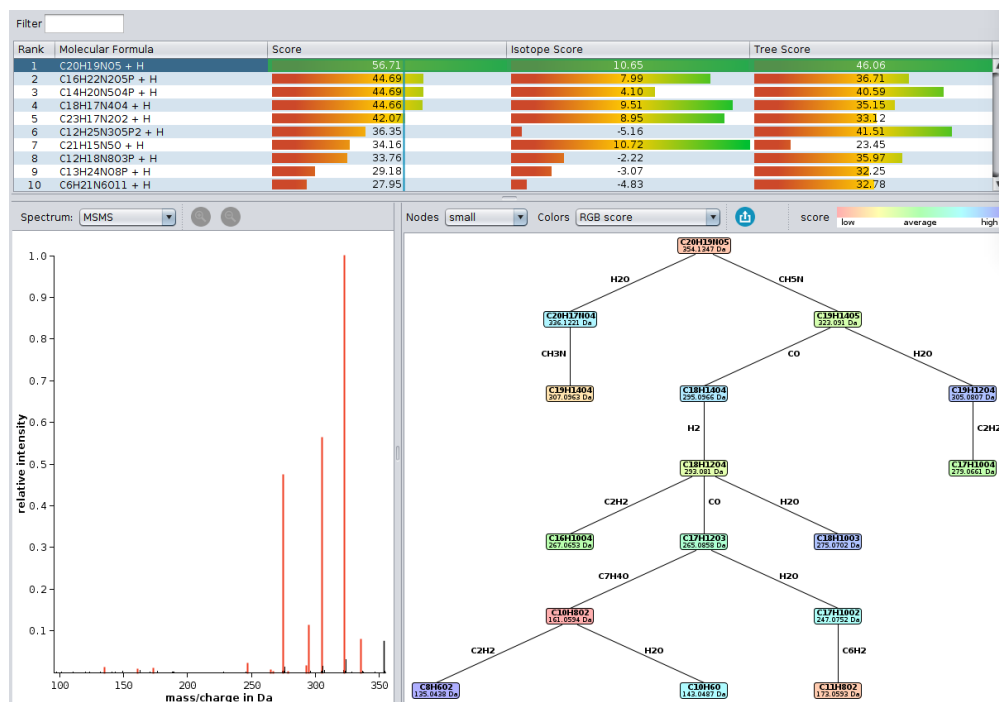 Filter
Rank Molecular Formula Score Isotope Score Tree Score
1 C20H19NO5 + H 56.71 10.65 46.06
2 C16H22N2O5P + H 44.69 7.99 36.71
3 C14H20N5O4P + H 44.69 4.10 40.59
4 C18H17N4O4 + H 44.66 9.51 35.15
5 C23H17N2O2 + H 42.07 8.95 33.12
6 C12H25N3O5P2 + H 36.35 -5.16 41.51
7 C21H15N5O + H 34.16 10.72 23.45
8 C12H18N8O3P + H 33.76 -2.22 35.97
9 C13H24NO8P + H 29.18 -3.07 32.25
10 C6H21N6O11 + H 27.95 -4.83 32.78
Spectrum: MSMS
Nodes small Colors RGB score score
low average high
1.0
0.9
0.8
0.7
0.6
0.5
0.4
0.3
0.2
0.1
relative intensity
100 150 200 250 300 350
mass/charge in Da
C20H19NO5
354.1347 Da
H2O CH5N
C20H17NO4
336.1221 Da
C19H14O5
323.091 Da
CH3N CO H2O
C19H14O4
307.0963 Da
C18H14O4
295.0966 Da
C19H12O4
305.0807 Da
H2 C2H2
C18H12O4
293.081 Da
C17H10O4
279.0661 Da
C2H2 CO H2O
C16H10O4
267.0653 Da
C17H12O3
265.0858 Da
C18H10O3
275.0702 Da
C7H4O H2O
C10H8O2
161.0594 Da
C17H10O2
247.0752 Da
C2H2 H2O C6H2
C8H6O2
135.0438 Da
C10H6O
143.0487 Da
C11H8O2
173.0593 Da